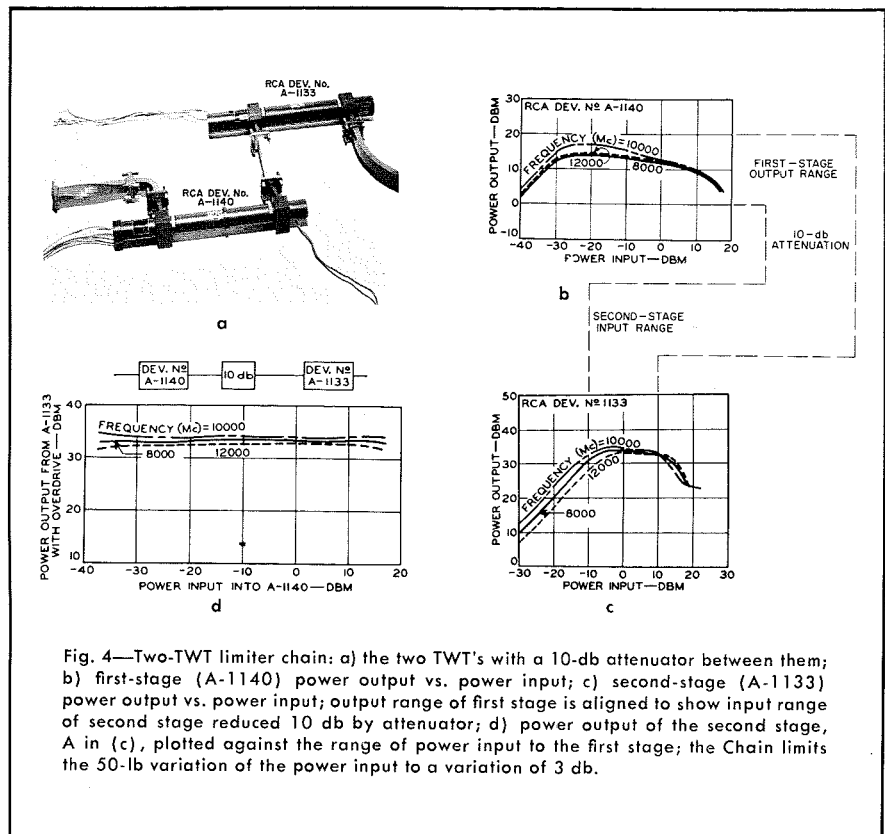 RCA DEV. No.
A-1133
RCA DEV. No.
A-1140
a
POWER OUTPUT—DBM
30
20
10
0
-10
RCA DEV. Nº A-1140
FREQUENCY (Mc)=10000
12000
8000
-40
-30
-20
-10
0
10
20
POWER INPUT—DBM
b
FIRST-STAGE
OUTPUT RANGE
10-db
ATTENUATION
SECOND-STAGE
INPUT RANGE
DEV. Nº
A-1140
10 db
DEV. Nº
A-1133
POWER OUTPUT FROM A-1133
WITH OVERDRIVE—DBM
40
30
20
10
FREQUENCY (Mc)=10000
8000
12000
-40
-30
-20
-10
0
-10
20
POWER INPUT INTO A-1140—DBM
d
POWER OUTPUT—DBM
50
40
30
20
10
0
RCA DEV. Nº 1133
FREQUENCY (Mc)=10000
12000
8000
-30
-20
-10
0
10
20
30
POWER INPUT—DBM
c
Fig. 4—Two-TWT limiter chain: a) the two TWT's with a 10-db attenuator between them;
b) first-stage (A-1140) power output vs. power input; c) second-stage (A-1133)
power output vs. power input; output range of first stage is aligned to show input range
of second stage reduced 10 db by attenuator; d) power output of the second stage,
A in (c), plotted against the range of power input to the first stage; the Chain limits
the 50-lb variation of the power input to a variation of 3 db.